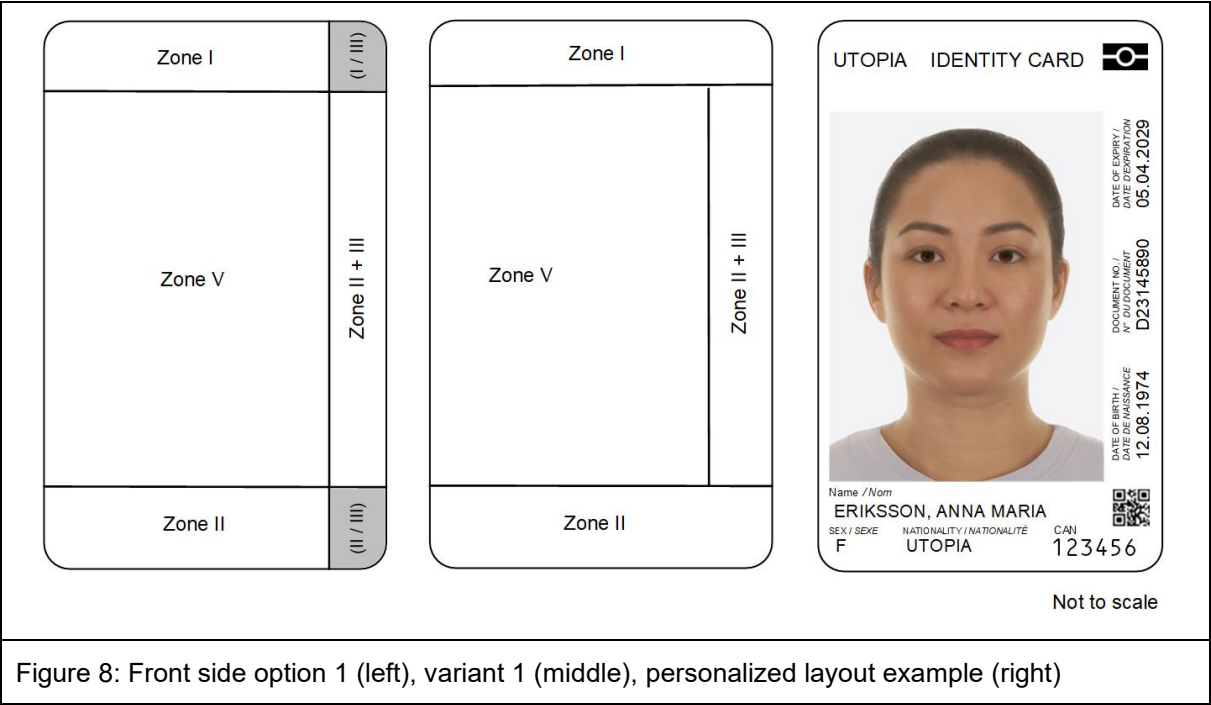 Zone I
(I / III)
Zone V
Zone II + III
Zone II
(II / III)
Zone I
Zone V
Zone II + III
Zone II
UTOPIA IDENTITY CARD
DATE OF EXPIRY /
DATE D'EXPIRATION
05.04.2029
DOCUMENT NO. /
N° DU DOCUMENT
D23145890
DATE OF BIRTH /
DATE DE NAISSANCE
12.08.1974
Name / Nom
ERIKSSON, ANNA MARIA
SEX / SEXE NATIONALITY / NATIONALITÉ CAN
F UTOPIA 123456
Not to scale
Figure 8: Front side option 1 (left), variant 1 (middle), personalized layout example (right)